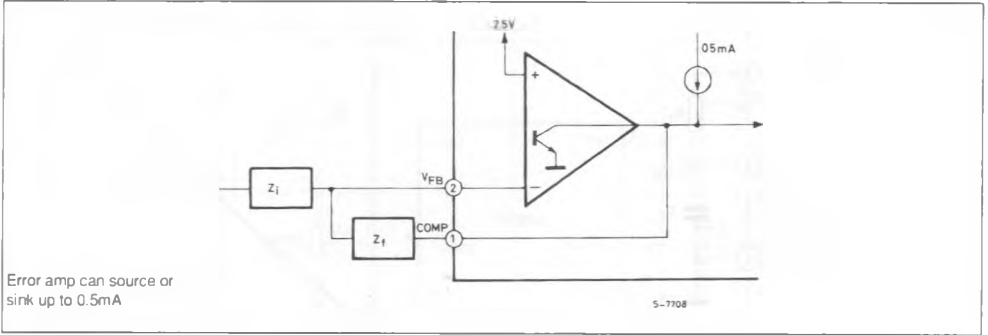 2.5V
0.5mA
+
Zi
VFB
2
−
Zf
COMP
1
Error amp can source or
sink up to 0.5mA
S-7708